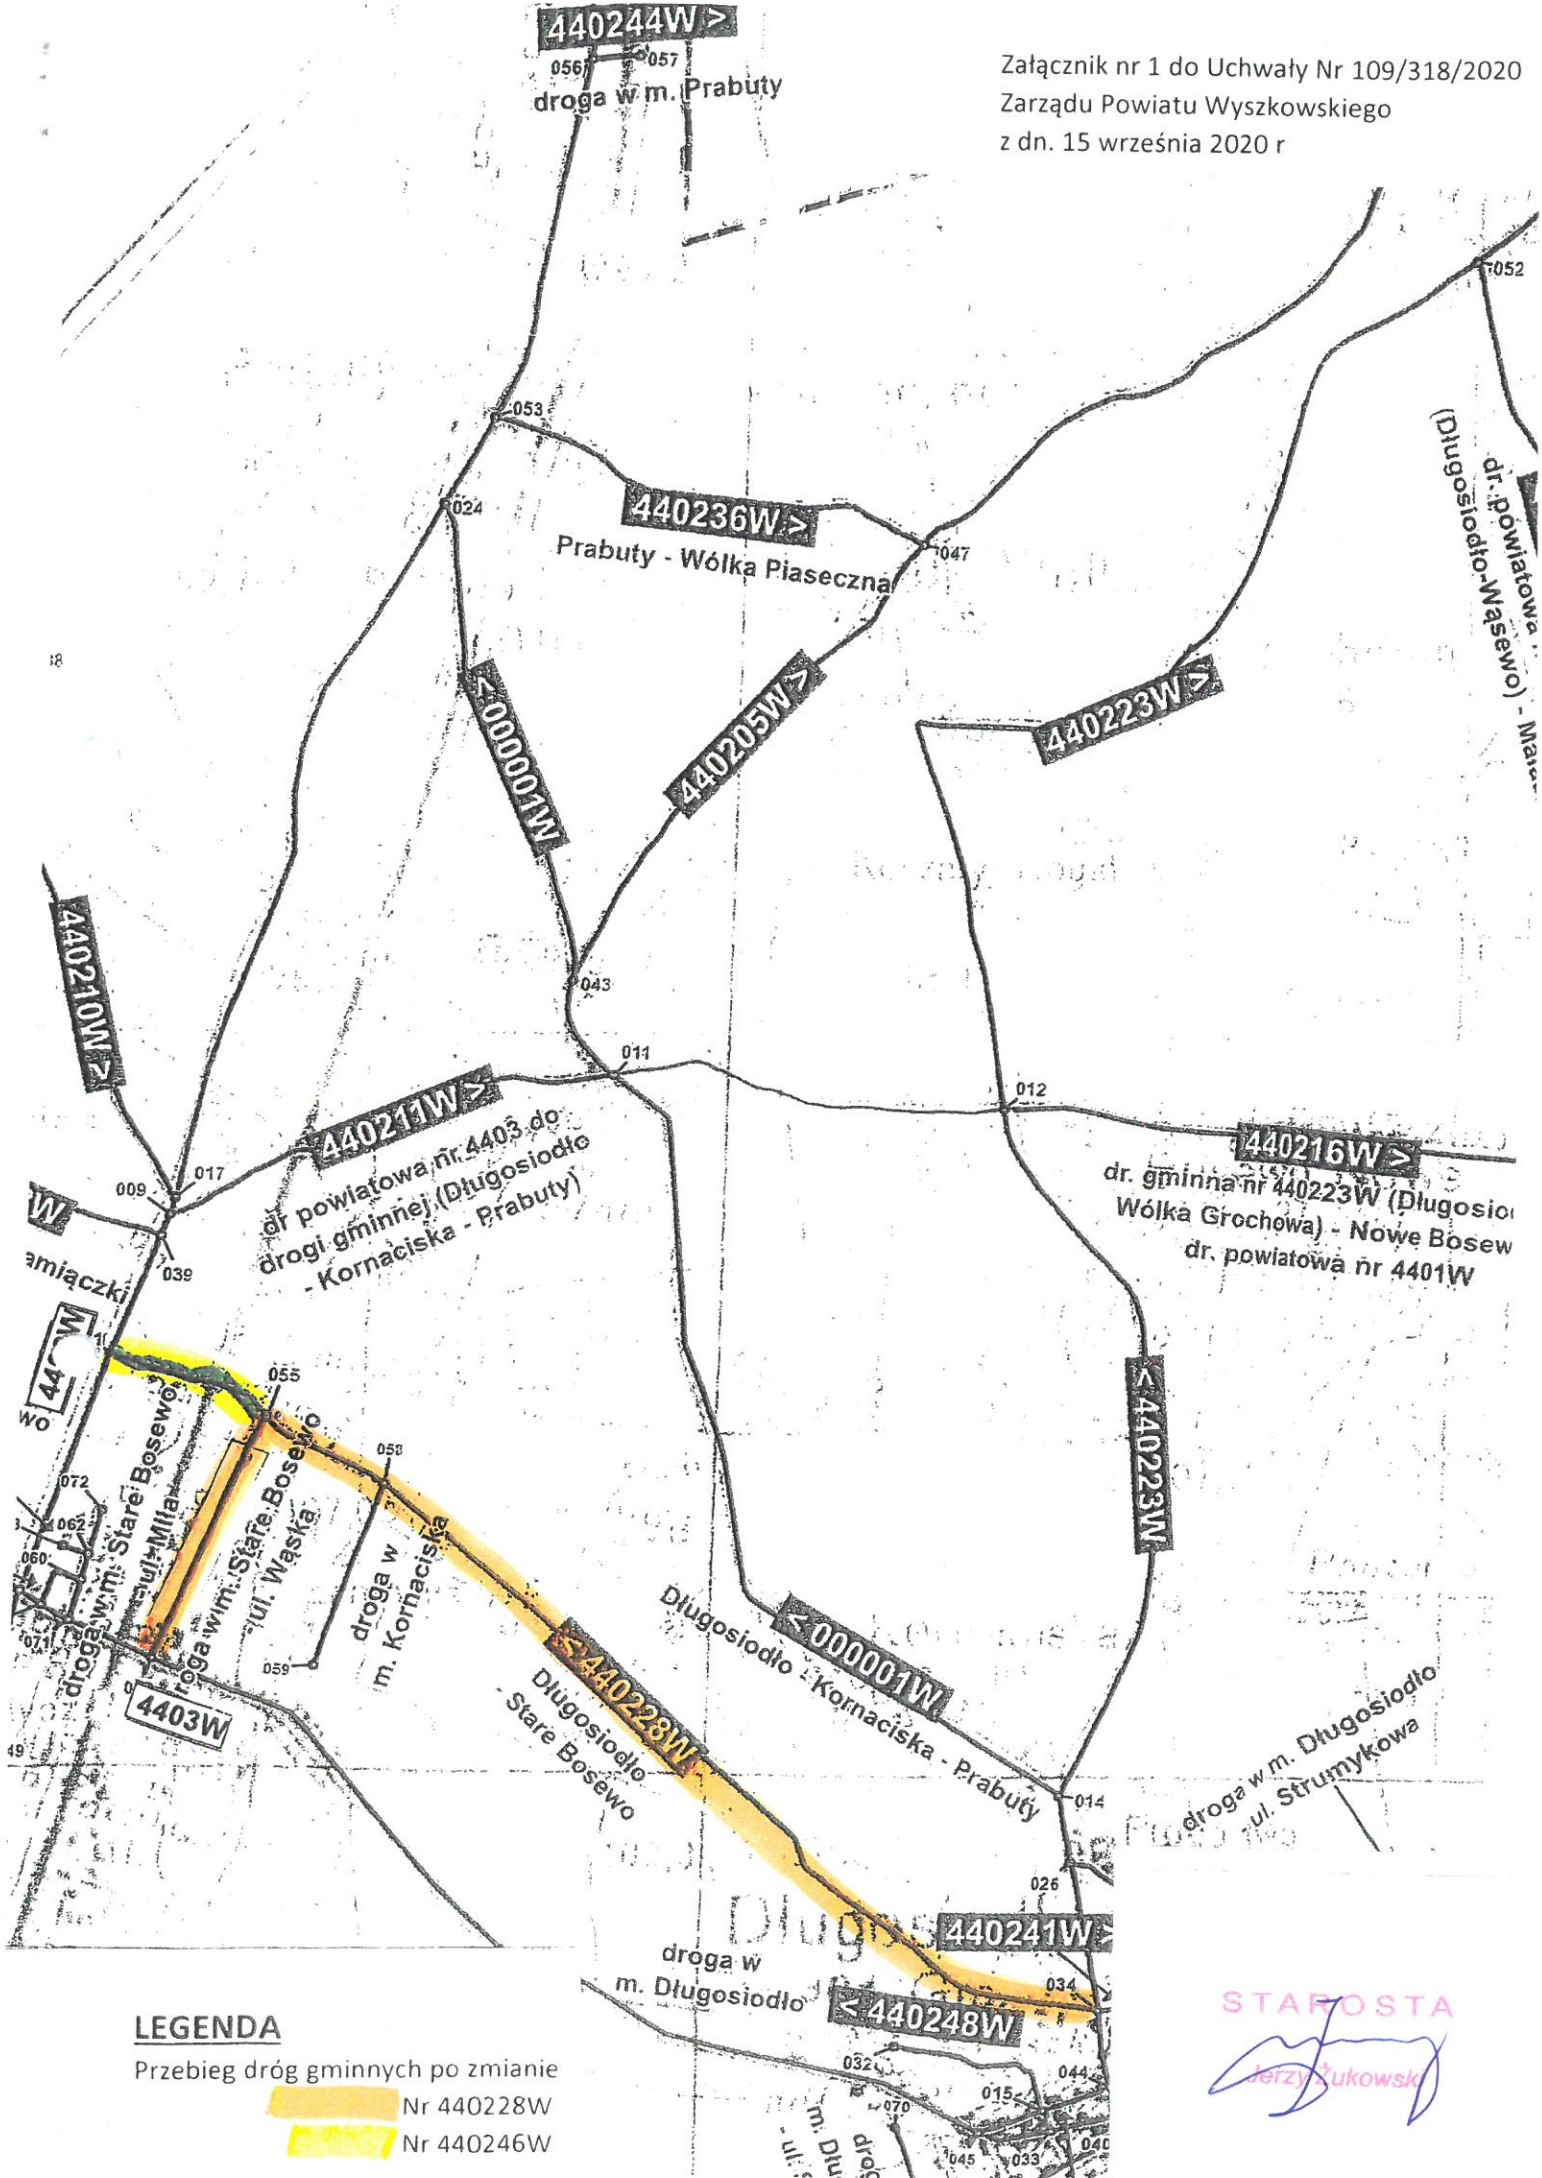 440244W >
056
057
droga w m. Prabuty
Załącznik nr 1 do Uchwały Nr 109/318/2020
Zarządu Powiatu Wyszkowskiego
z dn. 15 września 2020 r
052
053
024
440236W >
Prabuty - Wólka Piaseczna
047
dr. powiatowa
(Długosiodło-Wąsewo) -
< 000001W
440205W >
440223W >
440210W >
043
011
012
440211W >
dr powiatowa nr 4403 do
drogi gminnej (Długosiodło
- Kornaciska - Prabuty)
440216W >
dr. gminna nr 440223W (Długosio
Wólka Grochowa) - Nowe Bosew
dr. powiatowa nr 4401W
017
009
039
W
amiączki
wo
055
058
072
062
060
071
droga w m. Stare Bosewo
- ul. Miła
droga w m. Stare Bosewo
- ul. Wąska
059
droga w
m. Kornaciska
4403W
49
< 440228W
Długosiodło
- Stare Bosewo
< 440223W
< 000001W
Długosiodło - Kornaciska - Prabuty
014
026
droga w m. Długosiodło
- ul. Strumykowa
440241W >
034
droga w
m. Długosiodło
< 440248W
032
044
015
070
045
033
040
LEGENDA
Przebieg dróg gminnych po zmianie
Nr 440228W
Nr 440246W
STAROSTA
Jerzy Żukowski